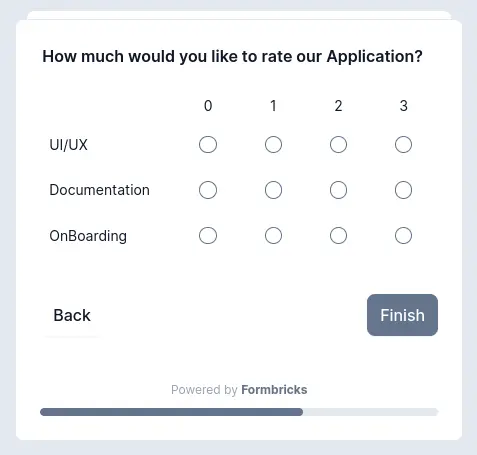 How much would you like to rate our Application?
0 1 2 3
UI/UX
Documentation
OnBoarding
Back Finish
Powered by Formbricks